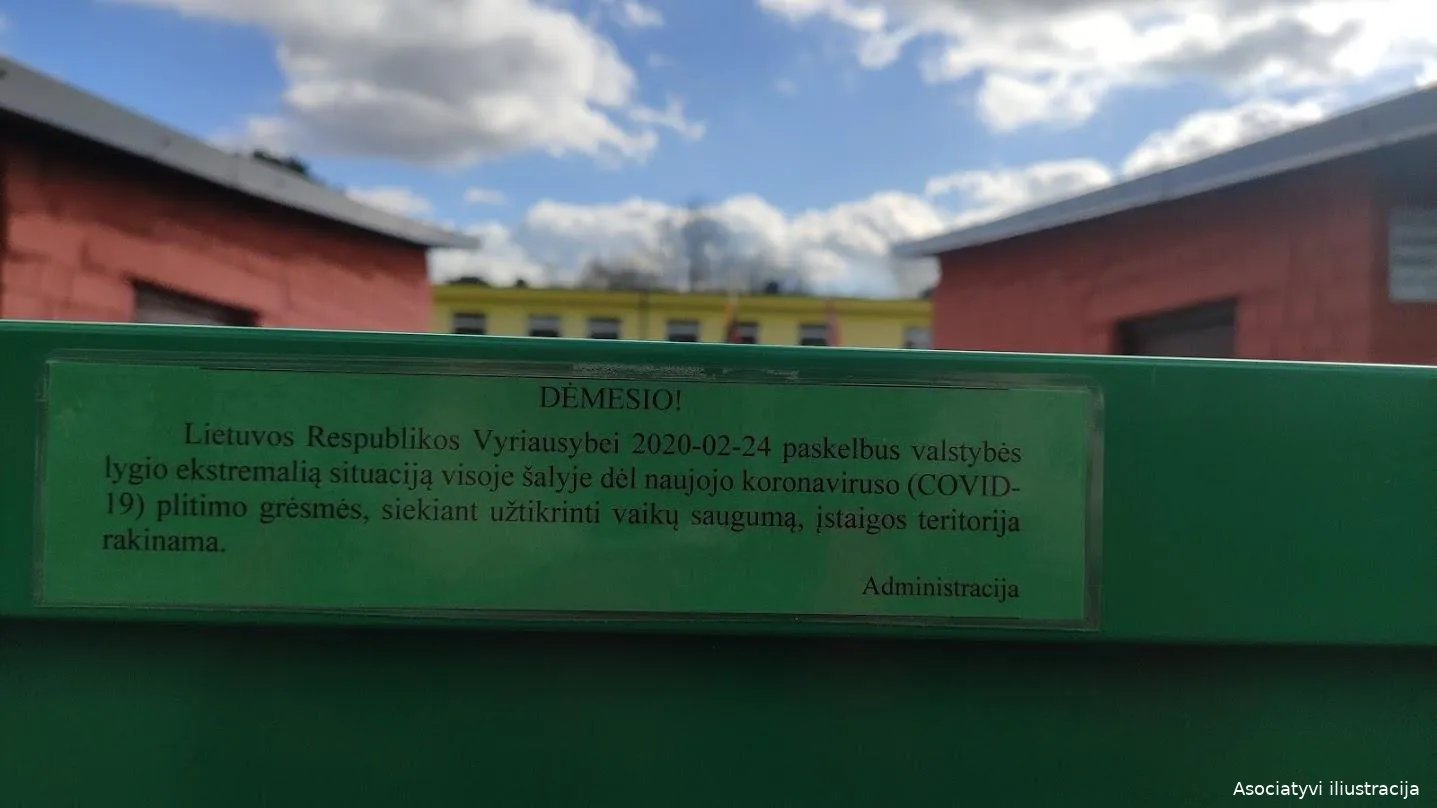 DĖMESIO!
Lietuvos Respublikos Vyriausybei 2020-02-24 paskelbus valstybės
lygio ekstremalią situaciją visoje šalyje dėl naujojo koronaviruso (COVID-
19) plitimo grėsmės, siekiant užtikrinti vaikų saugumą, įstaigos teritorija
rakinama.
Administracija
Asociatyvi iliustracija